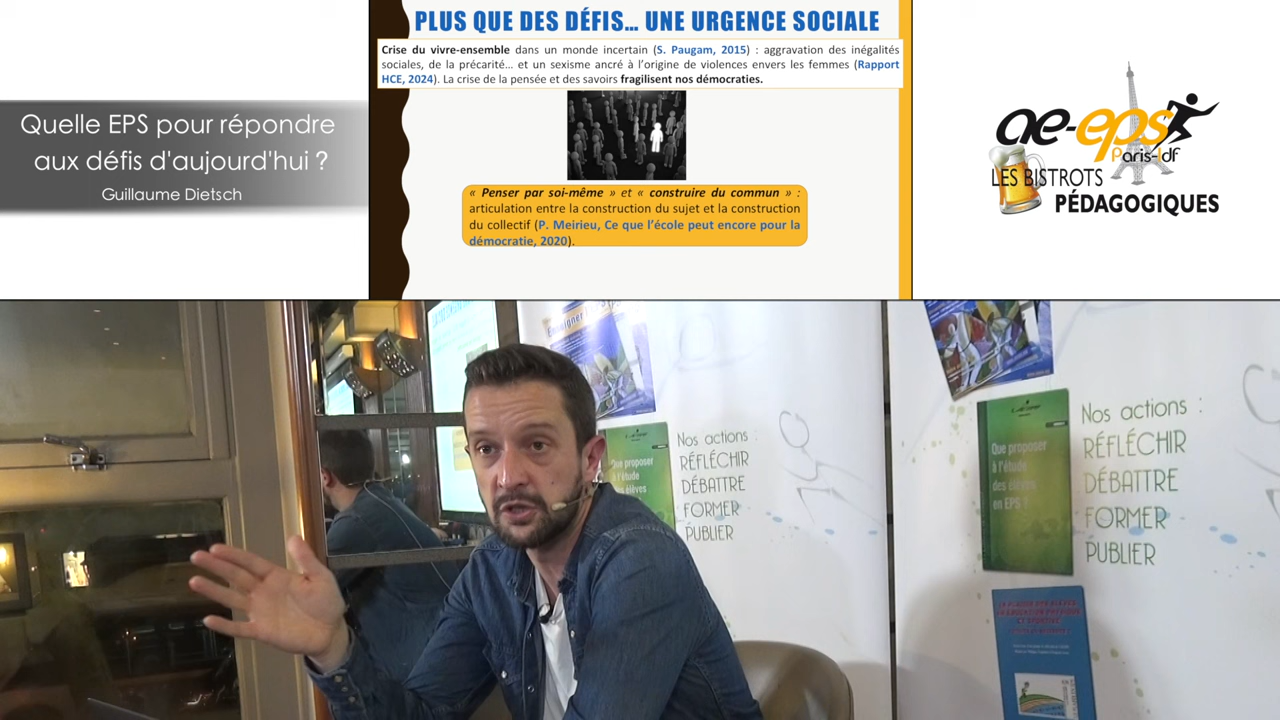 Quelle EPS pour répondre
aux défis d'aujourd'hui ?
Guillaume Dietsch
PLUS QUE DES DÉFIS... UNE URGENCE SOCIALE
Crise du vivre-ensemble dans un monde incertain (S. Paugam, 2015) : aggravation des inégalités
sociales, de la précarité... et un sexisme ancré à l'origine de violences envers les femmes (Rapport
HCE, 2024). La crise de la pensée et des savoirs fragilisent nos démocraties.
« Penser par soi-même » et « construire du commun » :
articulation entre la construction du sujet et la construction
du collectif (P. Meirieu, Ce que l'école peut encore pour la
démocratie, 2020).
ae-eps
Paris-Idf
LES BISTROTS
PÉDAGOGIQUES
Enseigner
Que proposer
à l'étude
des élèves
Nos actions :
RÉFLÉCHIR
DÉBATTRE
FORMER
PUBLIER
Que proposer
à l'étude
des élèves
en EPS ?
Nos actions :
RÉFLÉCHIR
DÉBATTRE
FORMER
PUBLIER